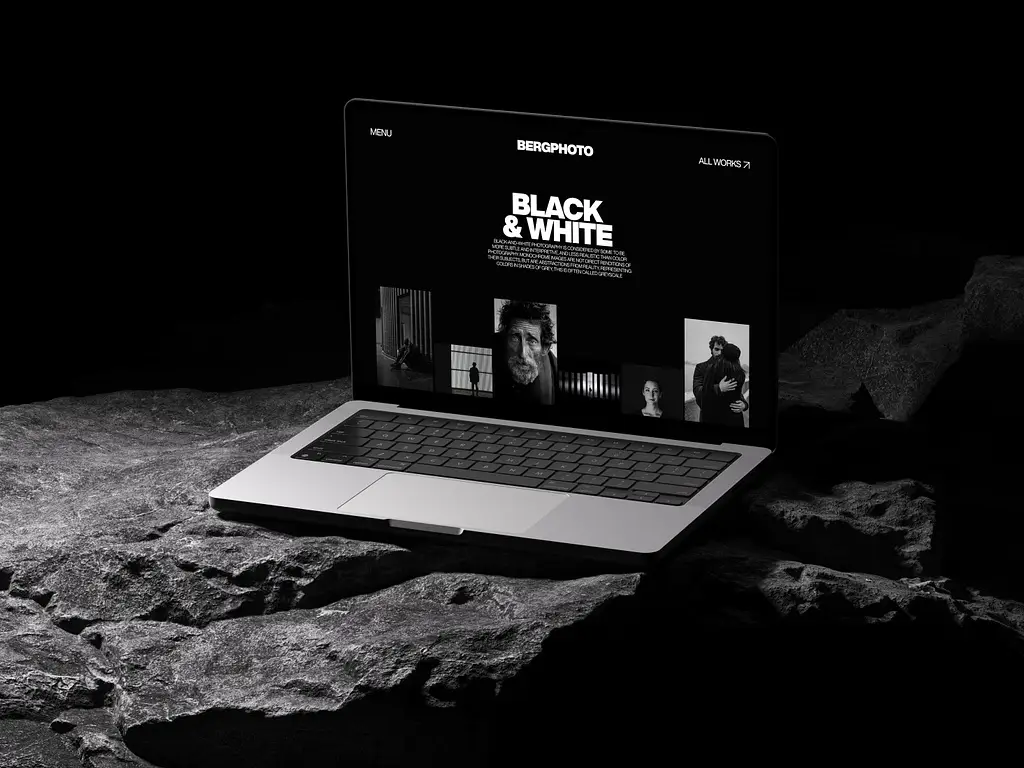 MENU
BERGPHOTO
ALL WORKS
BLACK
& WHITE
BLACK-AND-WHITE PHOTOGRAPHY IS CONSIDERED BY SOME TO BE
MORE SUBTLE AND INTERPRETIVE, AND LESS REALISTIC THAN COLOR
PHOTOGRAPHY. MONOCHROME IMAGES ARE NOT DIRECT RENDITIONS OF
THEIR SUBJECTS, BUT ARE ABSTRACTIONS FROM REALITY, REPRESENTING
COLORS IN SHADES OF GREY. THIS IS OFTEN CALLED GREYSCALE